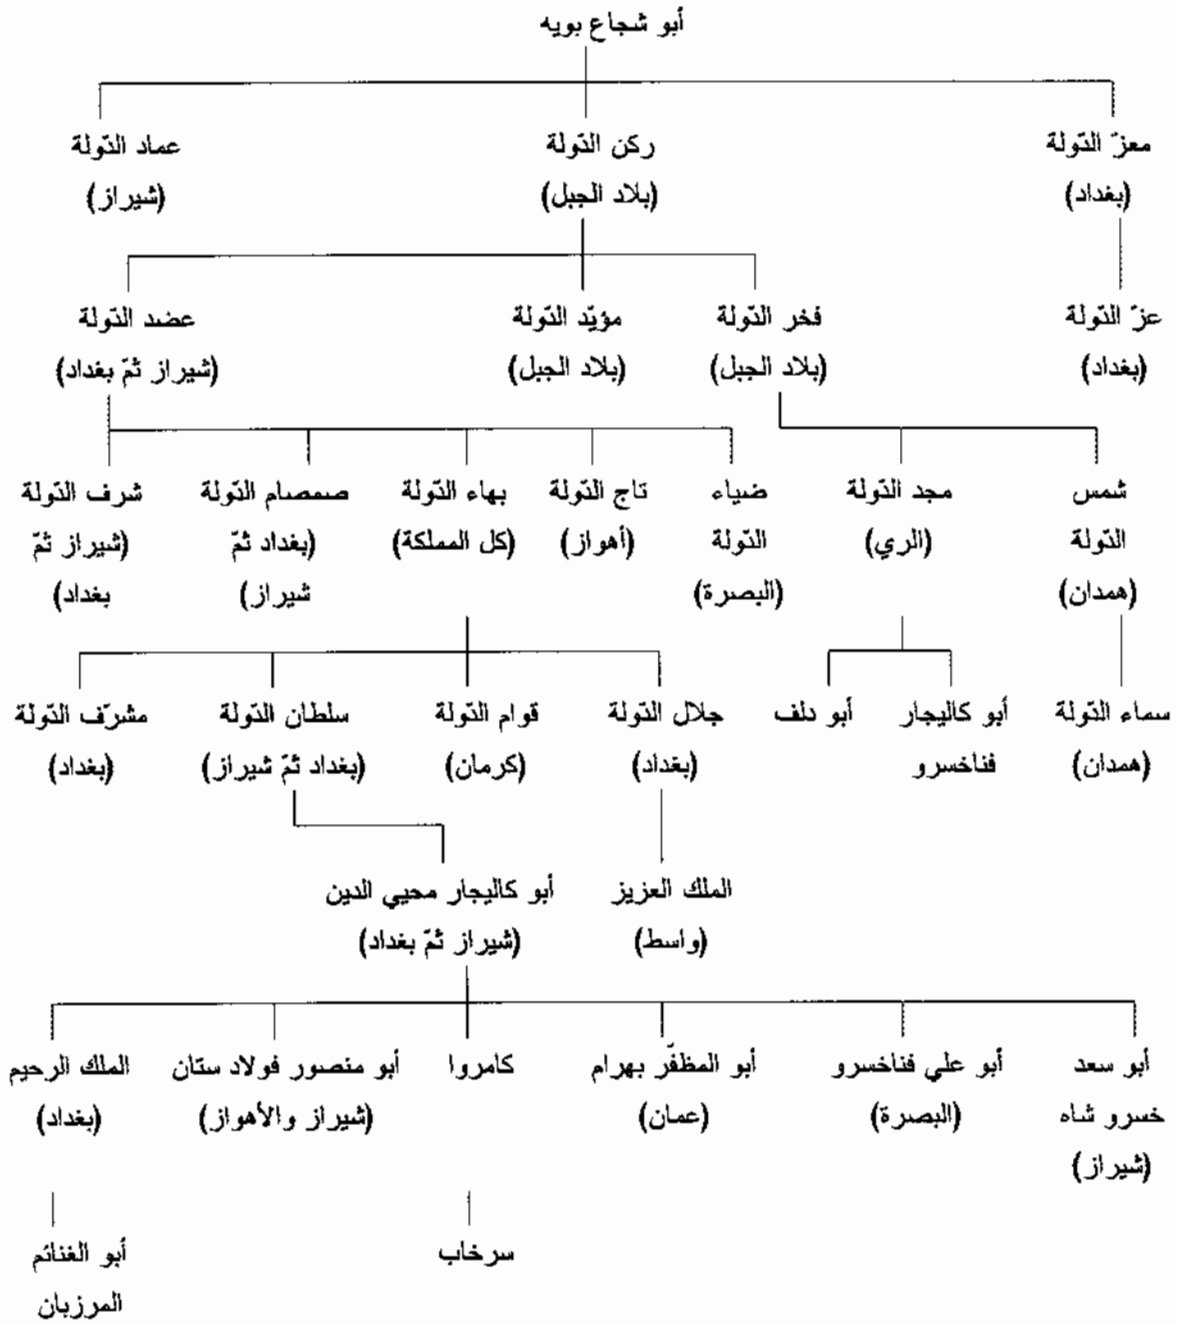 أبو شجاع بويه
معزّ الدّولة
(بغداد)
ركن الدّولة
(بلاد الجبل)
عماد الدّولة
(شيراز)
عزّ الدّولة
(بغداد)
فخر الدّولة
(بلاد الجبل)
مؤيّد الدّولة
(بلاد الجبل)
عضد الدّولة
(شيراز ثمّ بغداد)
شمس
الدّولة
(همدان)
مجد الدّولة
(الري)
ضياء
الدّولة
(البصرة)
تاج الدّولة
(أهواز)
بهاء الدّولة
(كل المملكة)
صمصام الدّولة
(بغداد ثمّ
شيراز)
شرف الدّولة
(شيراز ثمّ
بغداد)
سماء الدّولة
(همدان)
أبو كاليجار
فناخسرو
أبو دلف
جلال الدّولة
(بغداد)
قوام الدّولة
(كرمان)
سلطان الدّولة
(بغداد ثمّ شيراز)
مشرّف الدّولة
(بغداد)
الملك العزيز
(واسط)
أبو كاليجار محيي الدين
(شيراز ثمّ بغداد)
أبو سعد
خسرو شاه
(شيراز)
أبو علي فناخسرو
(البصرة)
أبو المظفّر بهرام
(عمان)
كامروا
أبو منصور فولاد ستان
(شيراز والأهواز)
الملك الرحيم
(بغداد)
سرخاب
أبو الغنائم
المرزبان